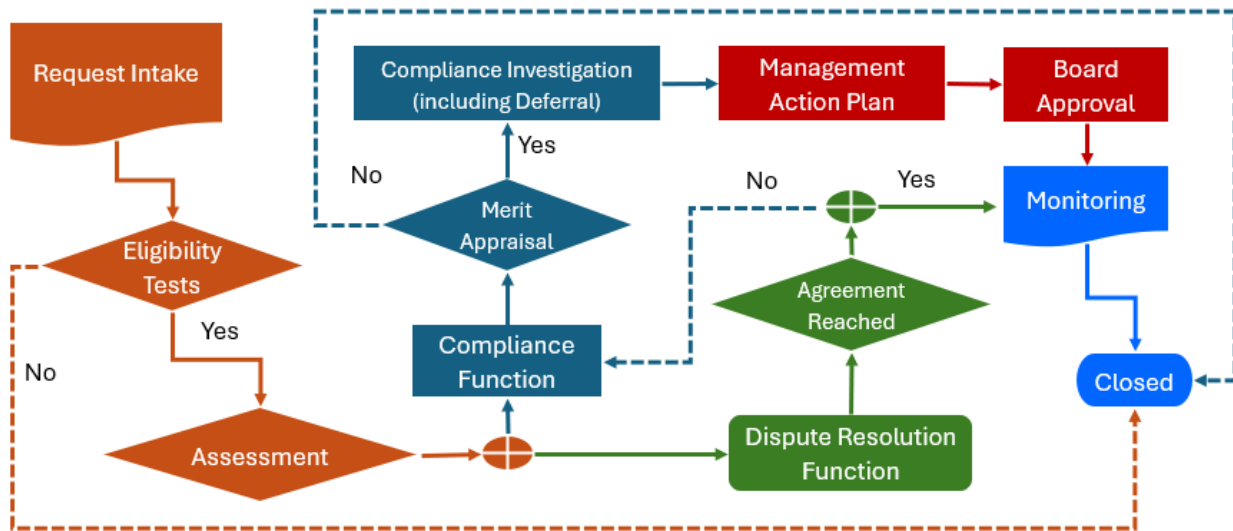 Request Intake
Compliance Investigation
(including Deferral)
Management
Action Plan
Board
Approval
Yes
No
Merit
Appraisal
No
Yes
Monitoring
Eligibility
Tests
Agreement
Reached
Yes
No
Compliance
Function
Closed
Assessment
Dispute Resolution
Function